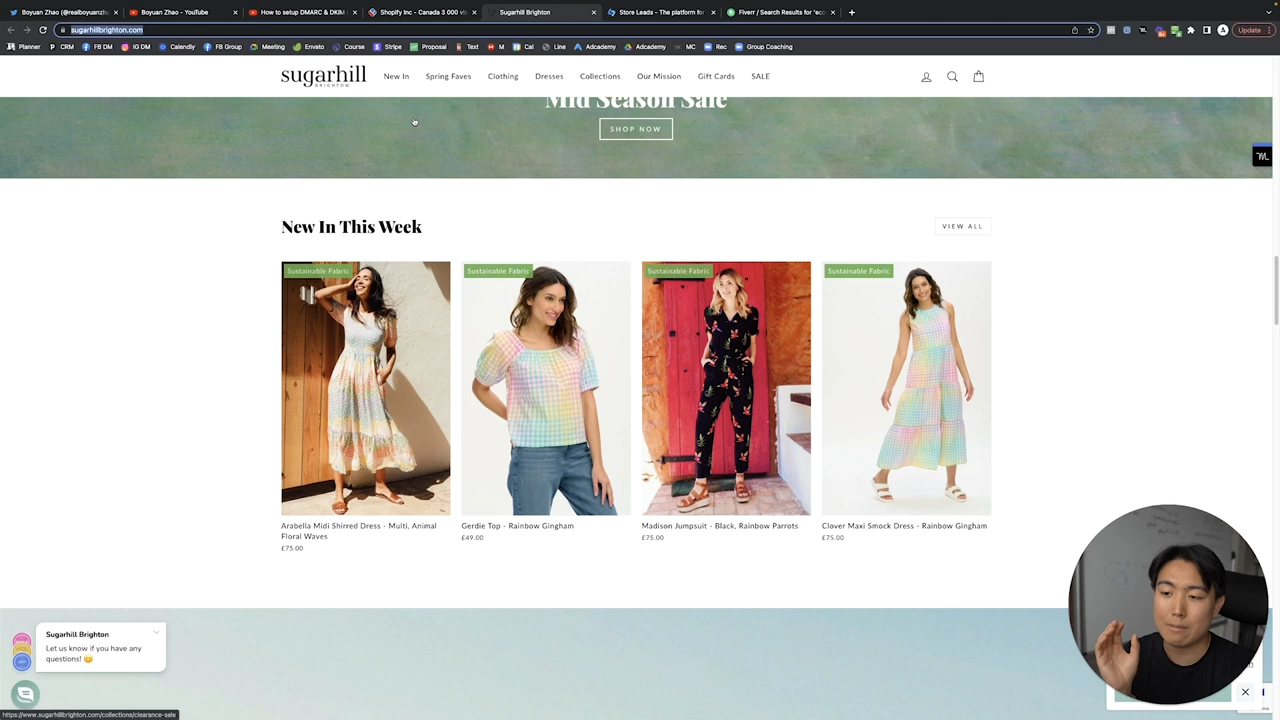 Boyuan Zhao (@realboyuanzh
Boyuan Zhao - YouTube
How to setup DMARC & DKIM
Shopify Inc - Canada 3 000 vis
Sugarhill Brighton
Store Leads - The platform fo
Fiverr / Search Results for 'ec
sugarhillbrighton.com
Update
Planner
CRM
FB DM
IG DM
Calendly
FB Group
Meeting
Envato
Course
Stripe
Proposal
Text
M
Cal
Line
Adcademy
Adcademy
MC
Rec
Group Coaching
sugarhill
BRIGHTON
New In
Spring Faves
Clothing
Dresses
Collections
Our Mission
Gift Cards
SALE
Mid Season Sale
SHOP NOW
New In This Week
VIEW ALL
Sustainable Fabric
Sustainable Fabric
Sustainable Fabric
Sustainable Fabric
Arabella Midi Shirred Dress - Multi, Animal
Floral Waves
£75.00
Gerdie Top - Rainbow Gingham
£49.00
Madison Jumpsuit - Black, Rainbow Parrots
£75.00
Clover Maxi Smock Dress - Rainbow Gingham
£75.00
Sugarhill Brighton
Let us know if you have any
questions! 😊
https://www.sugarhillbrighton.com/collections/clearance-sale